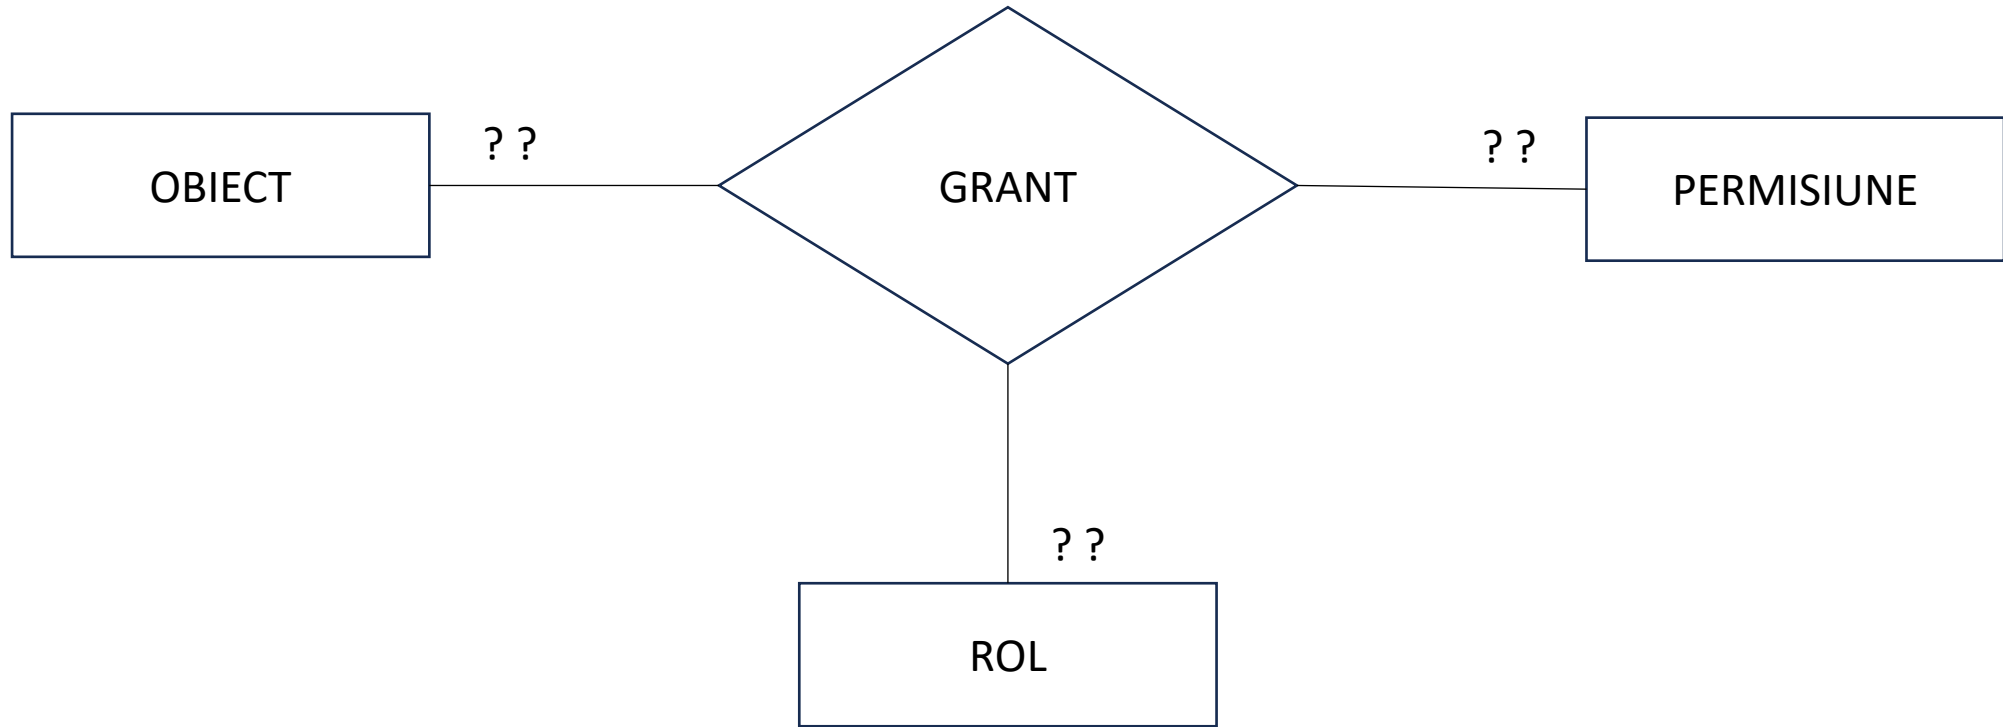 ? ?
? ?
OBIECT
GRANT
PERMISIUNE
? ?
ROL